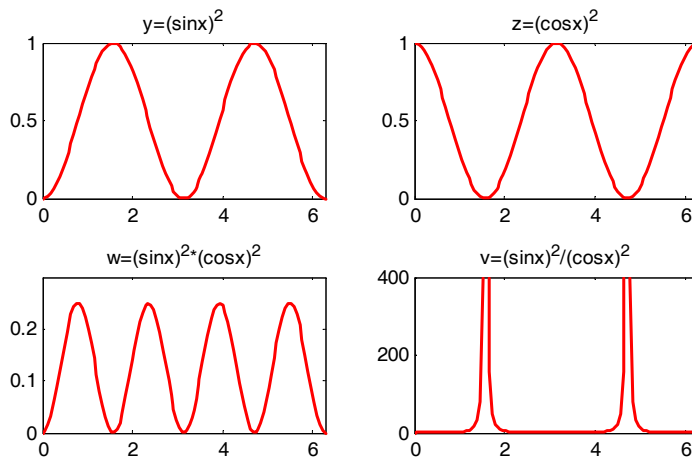 y=(sinx)^2
1
0.5
0
0 2 4 6
z=(cosx)^2
1
0.5
0
0 2 4 6
w=(sinx)^2*(cosx)^2
0.2
0.1
0
0 2 4 6
v=(sinx)^2/(cosx)^2
400
200
0
0 2 4 6